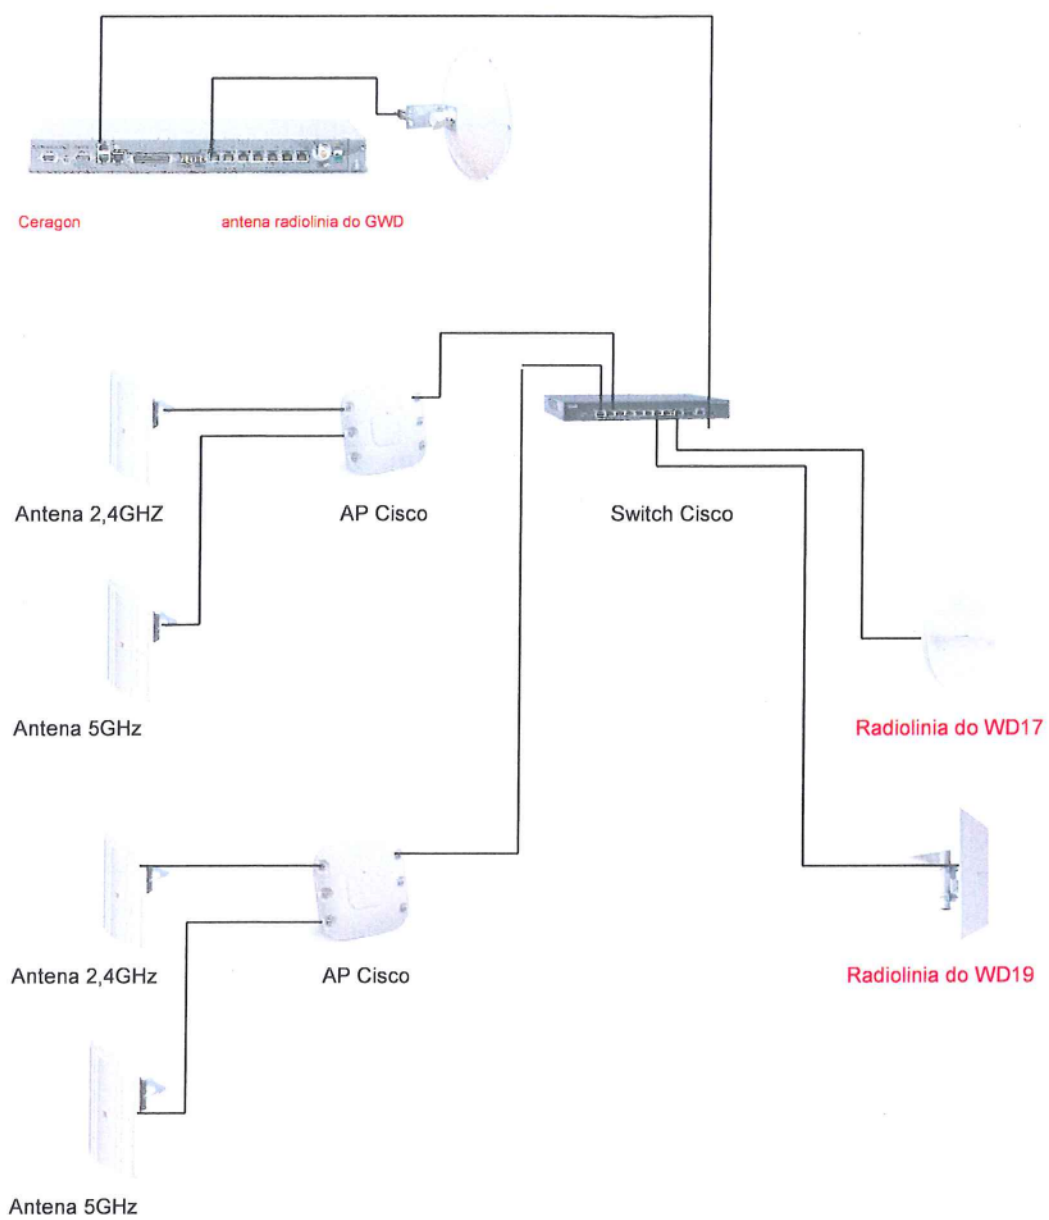 Ceragon
antena radiolinia do GWD
Antena 2,4GHZ
AP Cisco
Switch Cisco
Antena 5GHz
Radiolinia do WD17
Antena 2,4GHz
AP Cisco
Radiolinia do WD19
Antena 5GHz